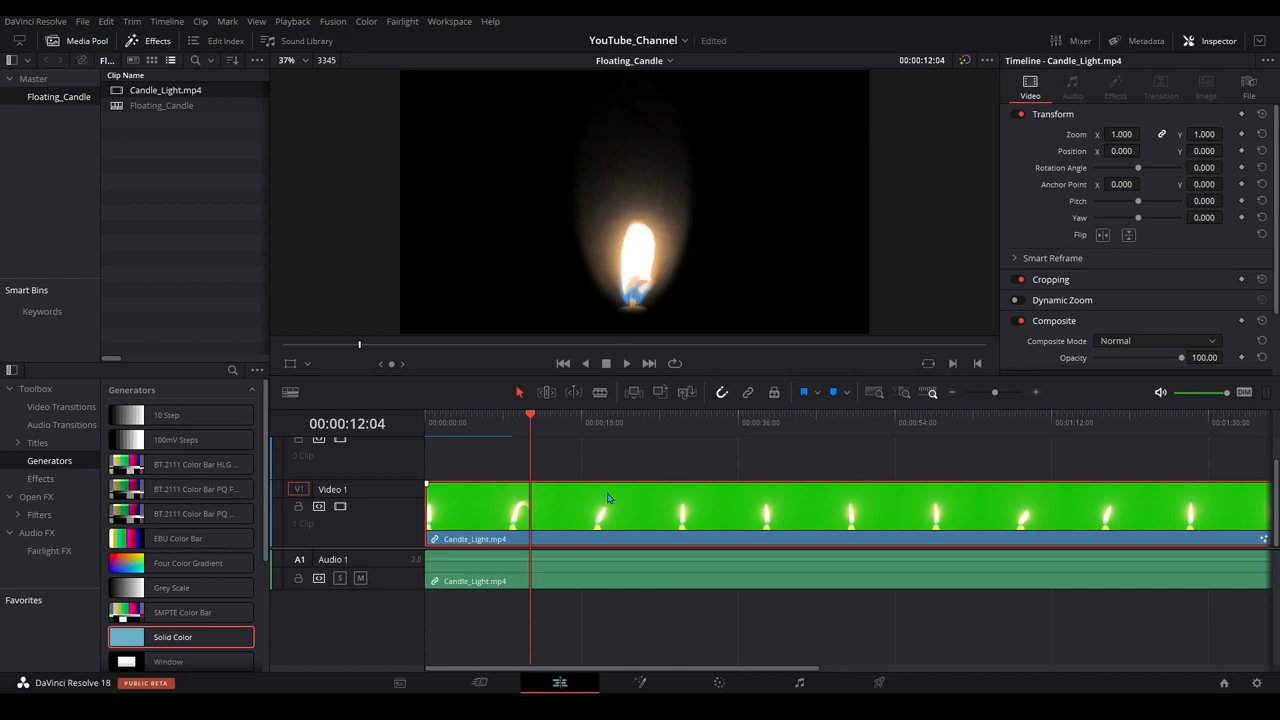 DaVinci Resolve File Edit Trim Timeline Clip Mark View Playback Fusion Color Fairlight Workspace Help
Media Pool Effects Edit Index Sound Library YouTube_Channel Edited Mixer Metadata Inspector
Fl... 37% 3345 Floating_Candle 00:00:12:04 Timeline - Candle_Light.mp4
Master
Floating_Candle
Clip Name
Candle_Light.mp4
Floating_Candle
Smart Bins
Keywords
Video Audio Effects Transition Image File
Transform
Zoom X 1.000 Y 1.000
Position X 0.000 Y 0.000
Rotation Angle 0.000
Anchor Point X 0.000 Y 0.000
Pitch 0.000
Yaw 0.000
Flip
Smart Reframe
Cropping
Dynamic Zoom
Composite
Composite Mode Normal
Opacity 100.00
Toolbox
Video Transitions
Audio Transitions
Titles
Generators
Effects
Open FX
Filters
Audio FX
Fairlight FX
Favorites
Generators
10 Step
100mV Steps
BT.2111 Color Bar HLG ...
BT.2111 Color Bar PQ F...
BT.2111 Color Bar PQ ...
EBU Color Bar
Four Color Gradient
Grey Scale
SMPTE Color Bar
Solid Color
Window
DIM
00:00:12:04
00:00:00:00 00:00:18:00 00:00:36:00 00:00:54:00 00:01:12:00 00:01:30:00
0 Clip
V1 Video 1
1 Clip
Candle_Light.mp4
A1 Audio 1 2.0
S M
Candle_Light.mp4
DaVinci Resolve 18 PUBLIC BETA